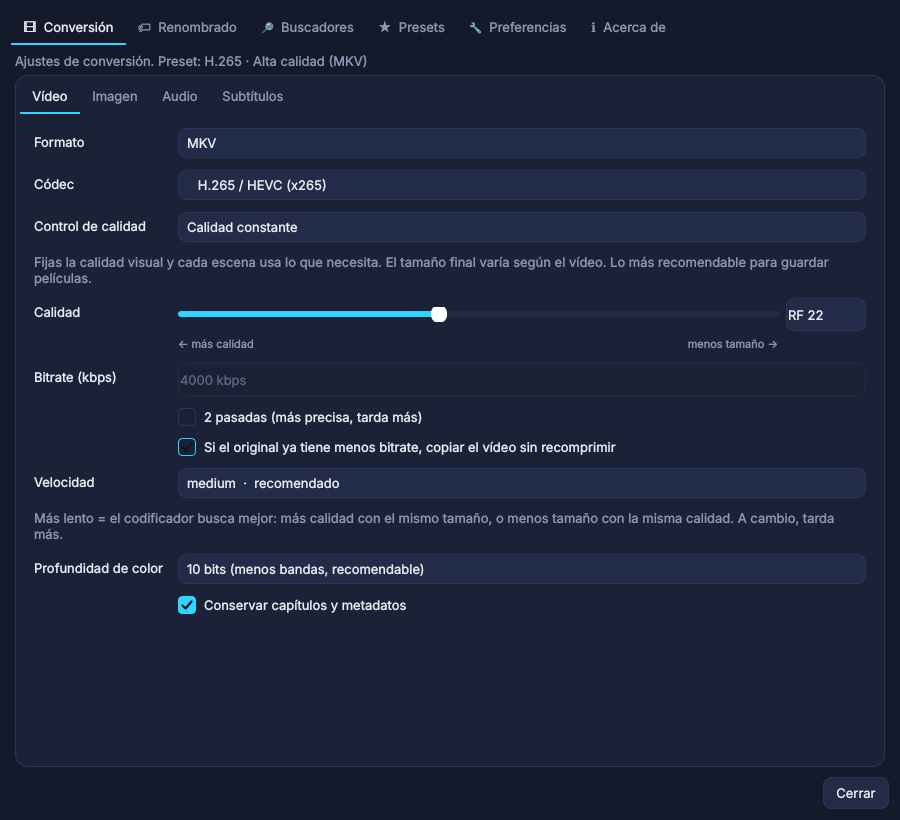 Conversión Renombrado Buscadores Presets Preferencias Acerca de
Ajustes de conversión. Preset: H.265 · Alta calidad (MKV)
Vídeo Imagen Audio Subtítulos
Formato MKV
Códec H.265 / HEVC (x265)
Control de calidad Calidad constante
Fijas la calidad visual y cada escena usa lo que necesita. El tamaño final varía según el vídeo. Lo más recomendable para guardar
películas.
Calidad RF 22
← más calidad menos tamaño →
Bitrate (kbps) 4000 kbps
2 pasadas (más precisa, tarda más)
Si el original ya tiene menos bitrate, copiar el vídeo sin recomprimir
Velocidad medium · recomendado
Más lento = el codificador busca mejor: más calidad con el mismo tamaño, o menos tamaño con la misma calidad. A cambio, tarda
más.
Profundidad de color 10 bits (menos bandas, recomendable)
Conservar capítulos y metadatos
Cerrar